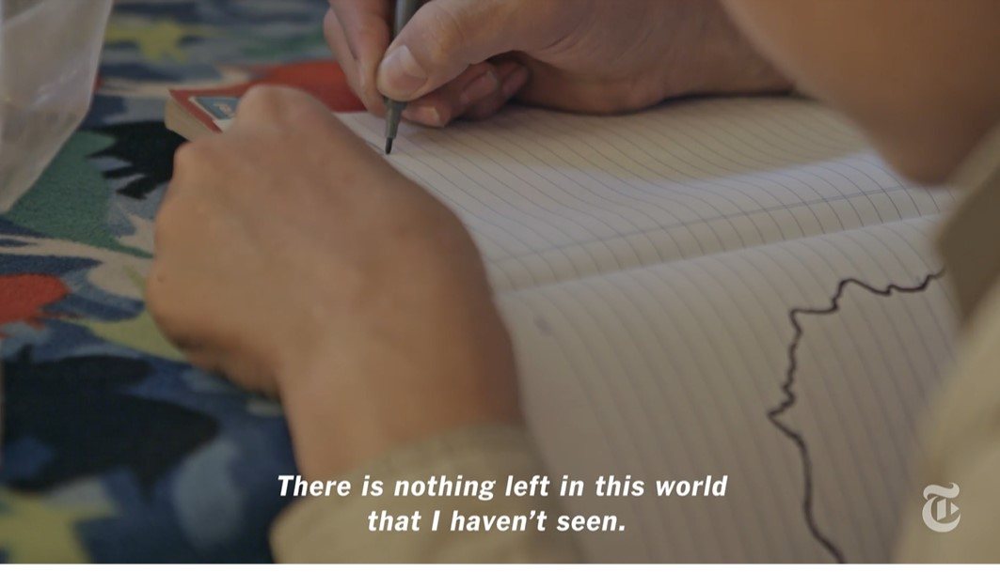 There is nothing left in this world
that I haven’t seen.